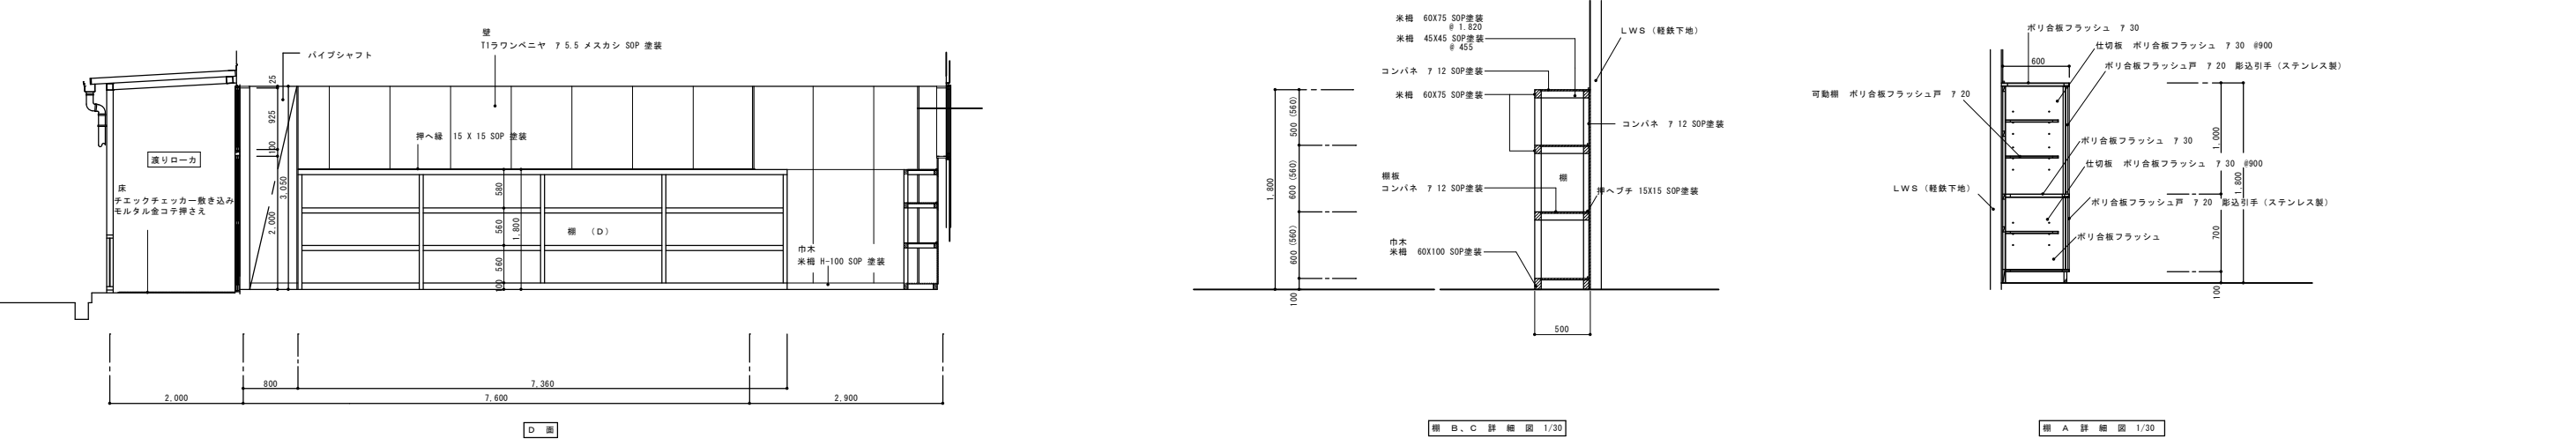 壁
T1ラワンベニヤ ｱ 5.5 メスカシ SOP 塗装
パイプシャフト
押ヘ縁 15 X 15 SOP 塗装
渡りローカ
床
チエックチェッカー敷き込み
モルタル金コテ押さえ
25
925
100
3,050
2,000
580
560
560
100
1,800
棚 （D）
巾木
米栂 H-100 SOP 塗装
800
7,360
2,000
7,600
2,900
D 面
米栂 60X75 SOP塗装
@ 1.820
米栂 45X45 SOP塗装
@ 455
コンパネ ｱ 12 SOP塗装
米栂 60X75 SOP塗装
LWS（軽鉄下地）
コンパネ ｱ 12 SOP塗装
棚
棚板
コンパネ ｱ 12 SOP塗装
押ヘブチ 15X15 SOP塗装
巾木
米栂 60X100 SOP塗装
1,800
500 (560)
600 (560)
600 (560)
100
500
棚 B、C 詳 細 図 1/30
ポリ合板フラッシュ ｱ 30
仕切板 ポリ合板フラッシュ ｱ 30 @900
600
ポリ合板フラッシュ戸 ｱ 20 彫込引手（ステンレス製）
可動棚 ポリ合板フラッシュ戸 ｱ 20
ポリ合板フラッシュ ｱ 30
仕切板 ポリ合板フラッシュ ｱ 30 @900
LWS（軽鉄下地）
ポリ合板フラッシュ戸 ｱ 20 彫込引手（ステンレス製）
ポリ合板フラッシュ
1,000
1,800
700
100
棚 A 詳 細 図 1/30